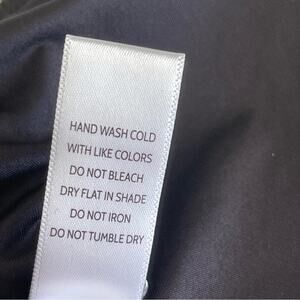 HAND WASH COLD
WITH LIKE COLORS
DO NOT BLEACH
DRY FLAT IN SHADE
DO NOT IRON
DO NOT TUMBLE DRY